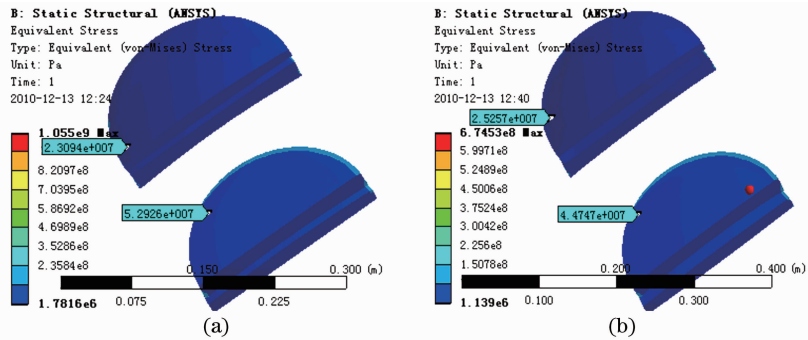 B: Static Structural (ANSYS)
Equivalent Stress
Type: Equivalent (von-Mises) Stress
Unit: Pa
Time: 1
2010-12-13 12:24
1.055e9 Max
2.3094e+007
8.2097e8
7.0395e8
5.8692e8
4.6989e8
3.5286e8
2.3584e8
1.7816e6
5.2926e+007
0.150
0.300 (m)
0.075
0.225
(a)
B: Static Structural (ANSYS)
Equivalent Stress
Type: Equivalent (von-Mises) Stress
Unit: Pa
Time: 1
2010-12-13 12:40
2.5257e+007
6.7453e8 Max
5.9971e8
5.2489e8
4.5006e8
3.7524e8
3.0042e8
2.256e8
1.5078e8
1.139e6
4.4747e+007
0.200
0.400 (m)
0.100
0.300
(b)